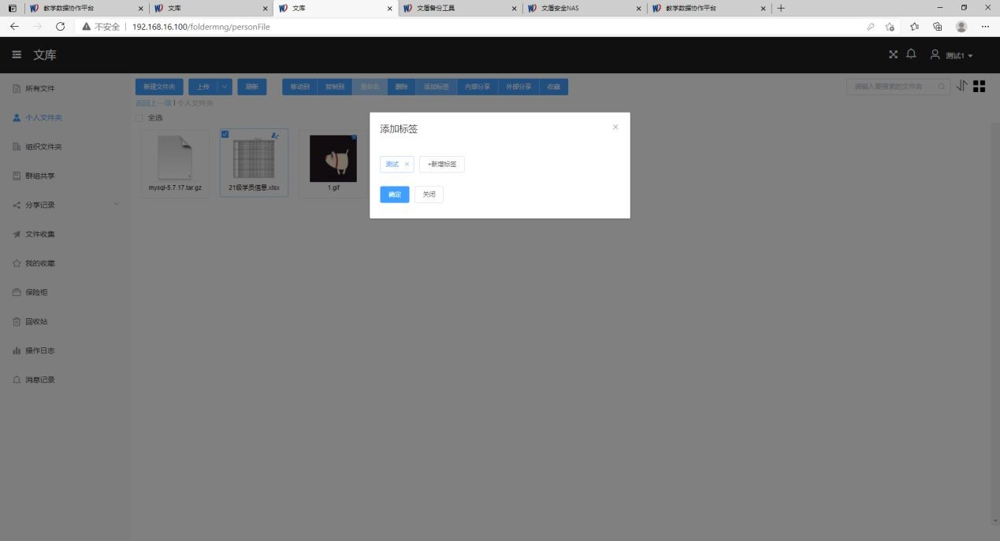 教学数据协作平台
文库
文库
文盾备份工具
文盾安全NAS
教学数据协作平台
不安全 192.168.16.100/foldermng/personFile
文库
测试1
所有文件
个人文件夹
组织文件夹
群组共享
分享记录
文件收集
我的收藏
保险柜
回收站
操作日志
消息记录
新建文件夹 上传 刷新 移动到 复制到 重命名 删除 添加标签 内部分享 外部分享 收藏
请输入要搜索的文件名
返回上一级 | 个人文件夹
全选
mysql-5.7.17.tar.gz
21级学员信息.xlsx
1.gif
添加标签
测试
+新增标签
确定
关闭